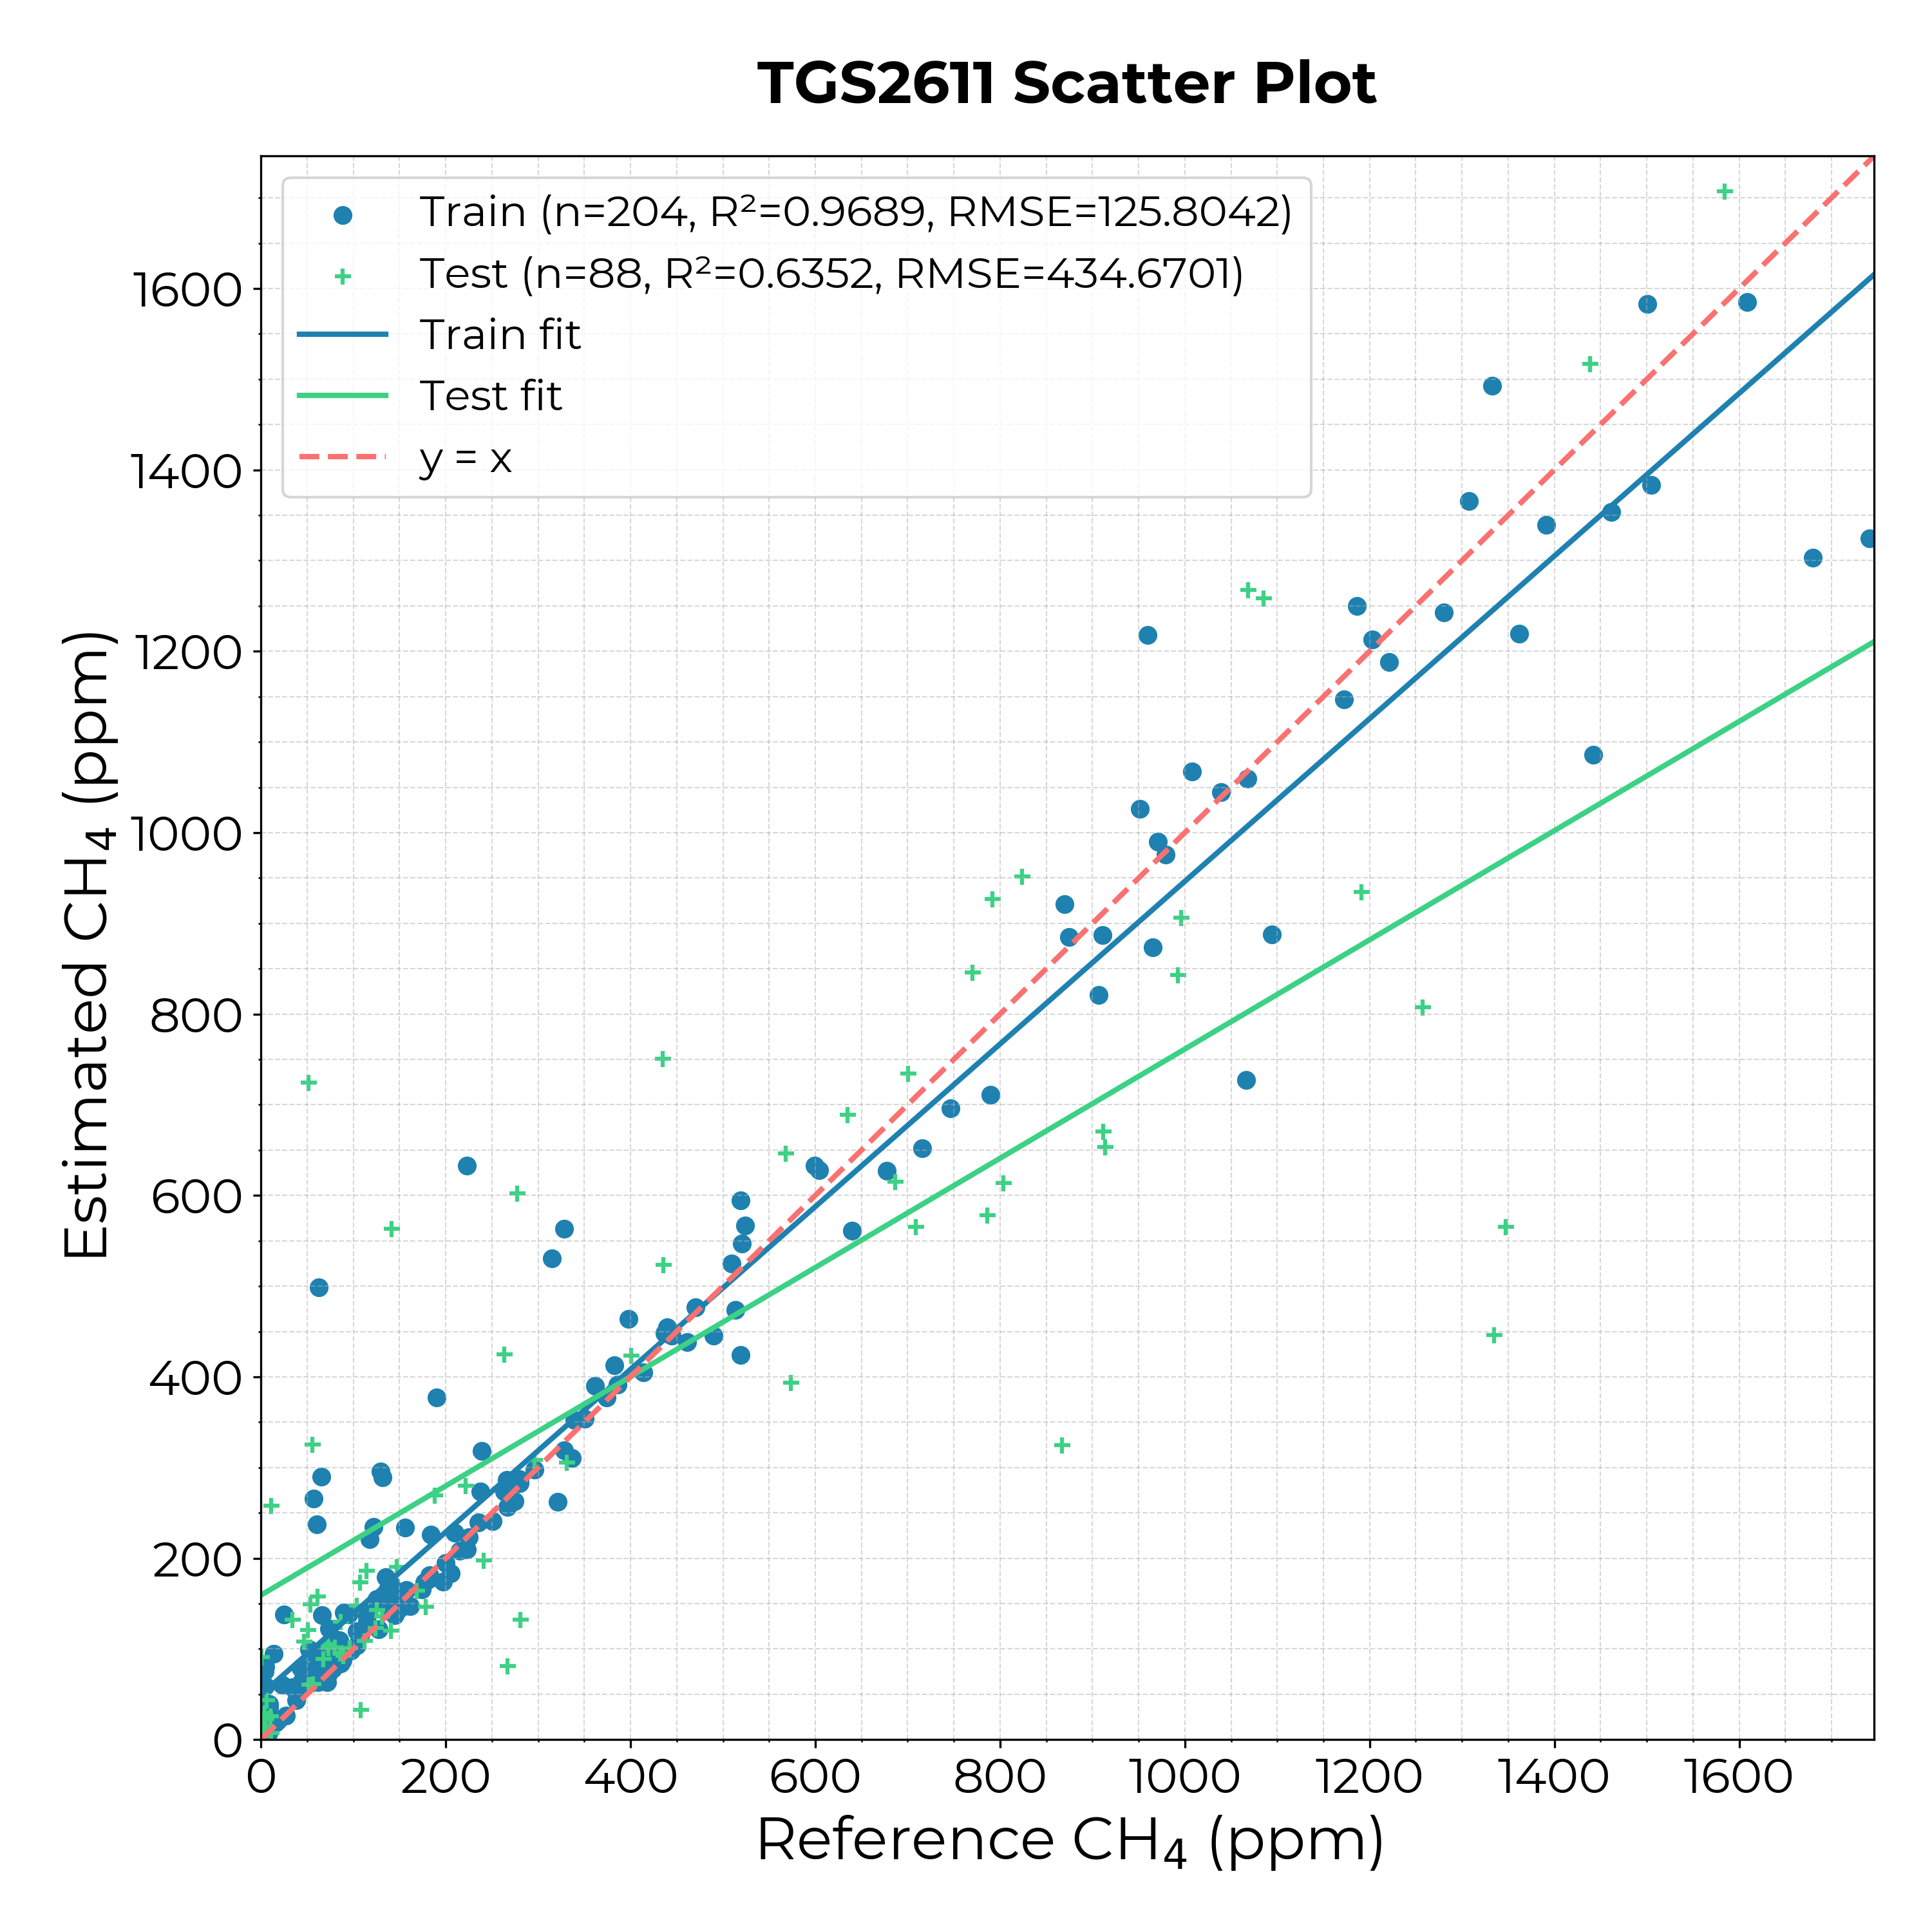 TGS2611 Scatter Plot
Train (n=204, R²=0.9689, RMSE=125.8042)
Test (n=88, R²=0.6352, RMSE=434.6701)
Train fit
Test fit
y = x
Estimated CH₄ (ppm)
1600
1400
1200
1000
800
600
400
200
0
0 200 400 600 800 1000 1200 1400 1600
Reference CH₄ (ppm)